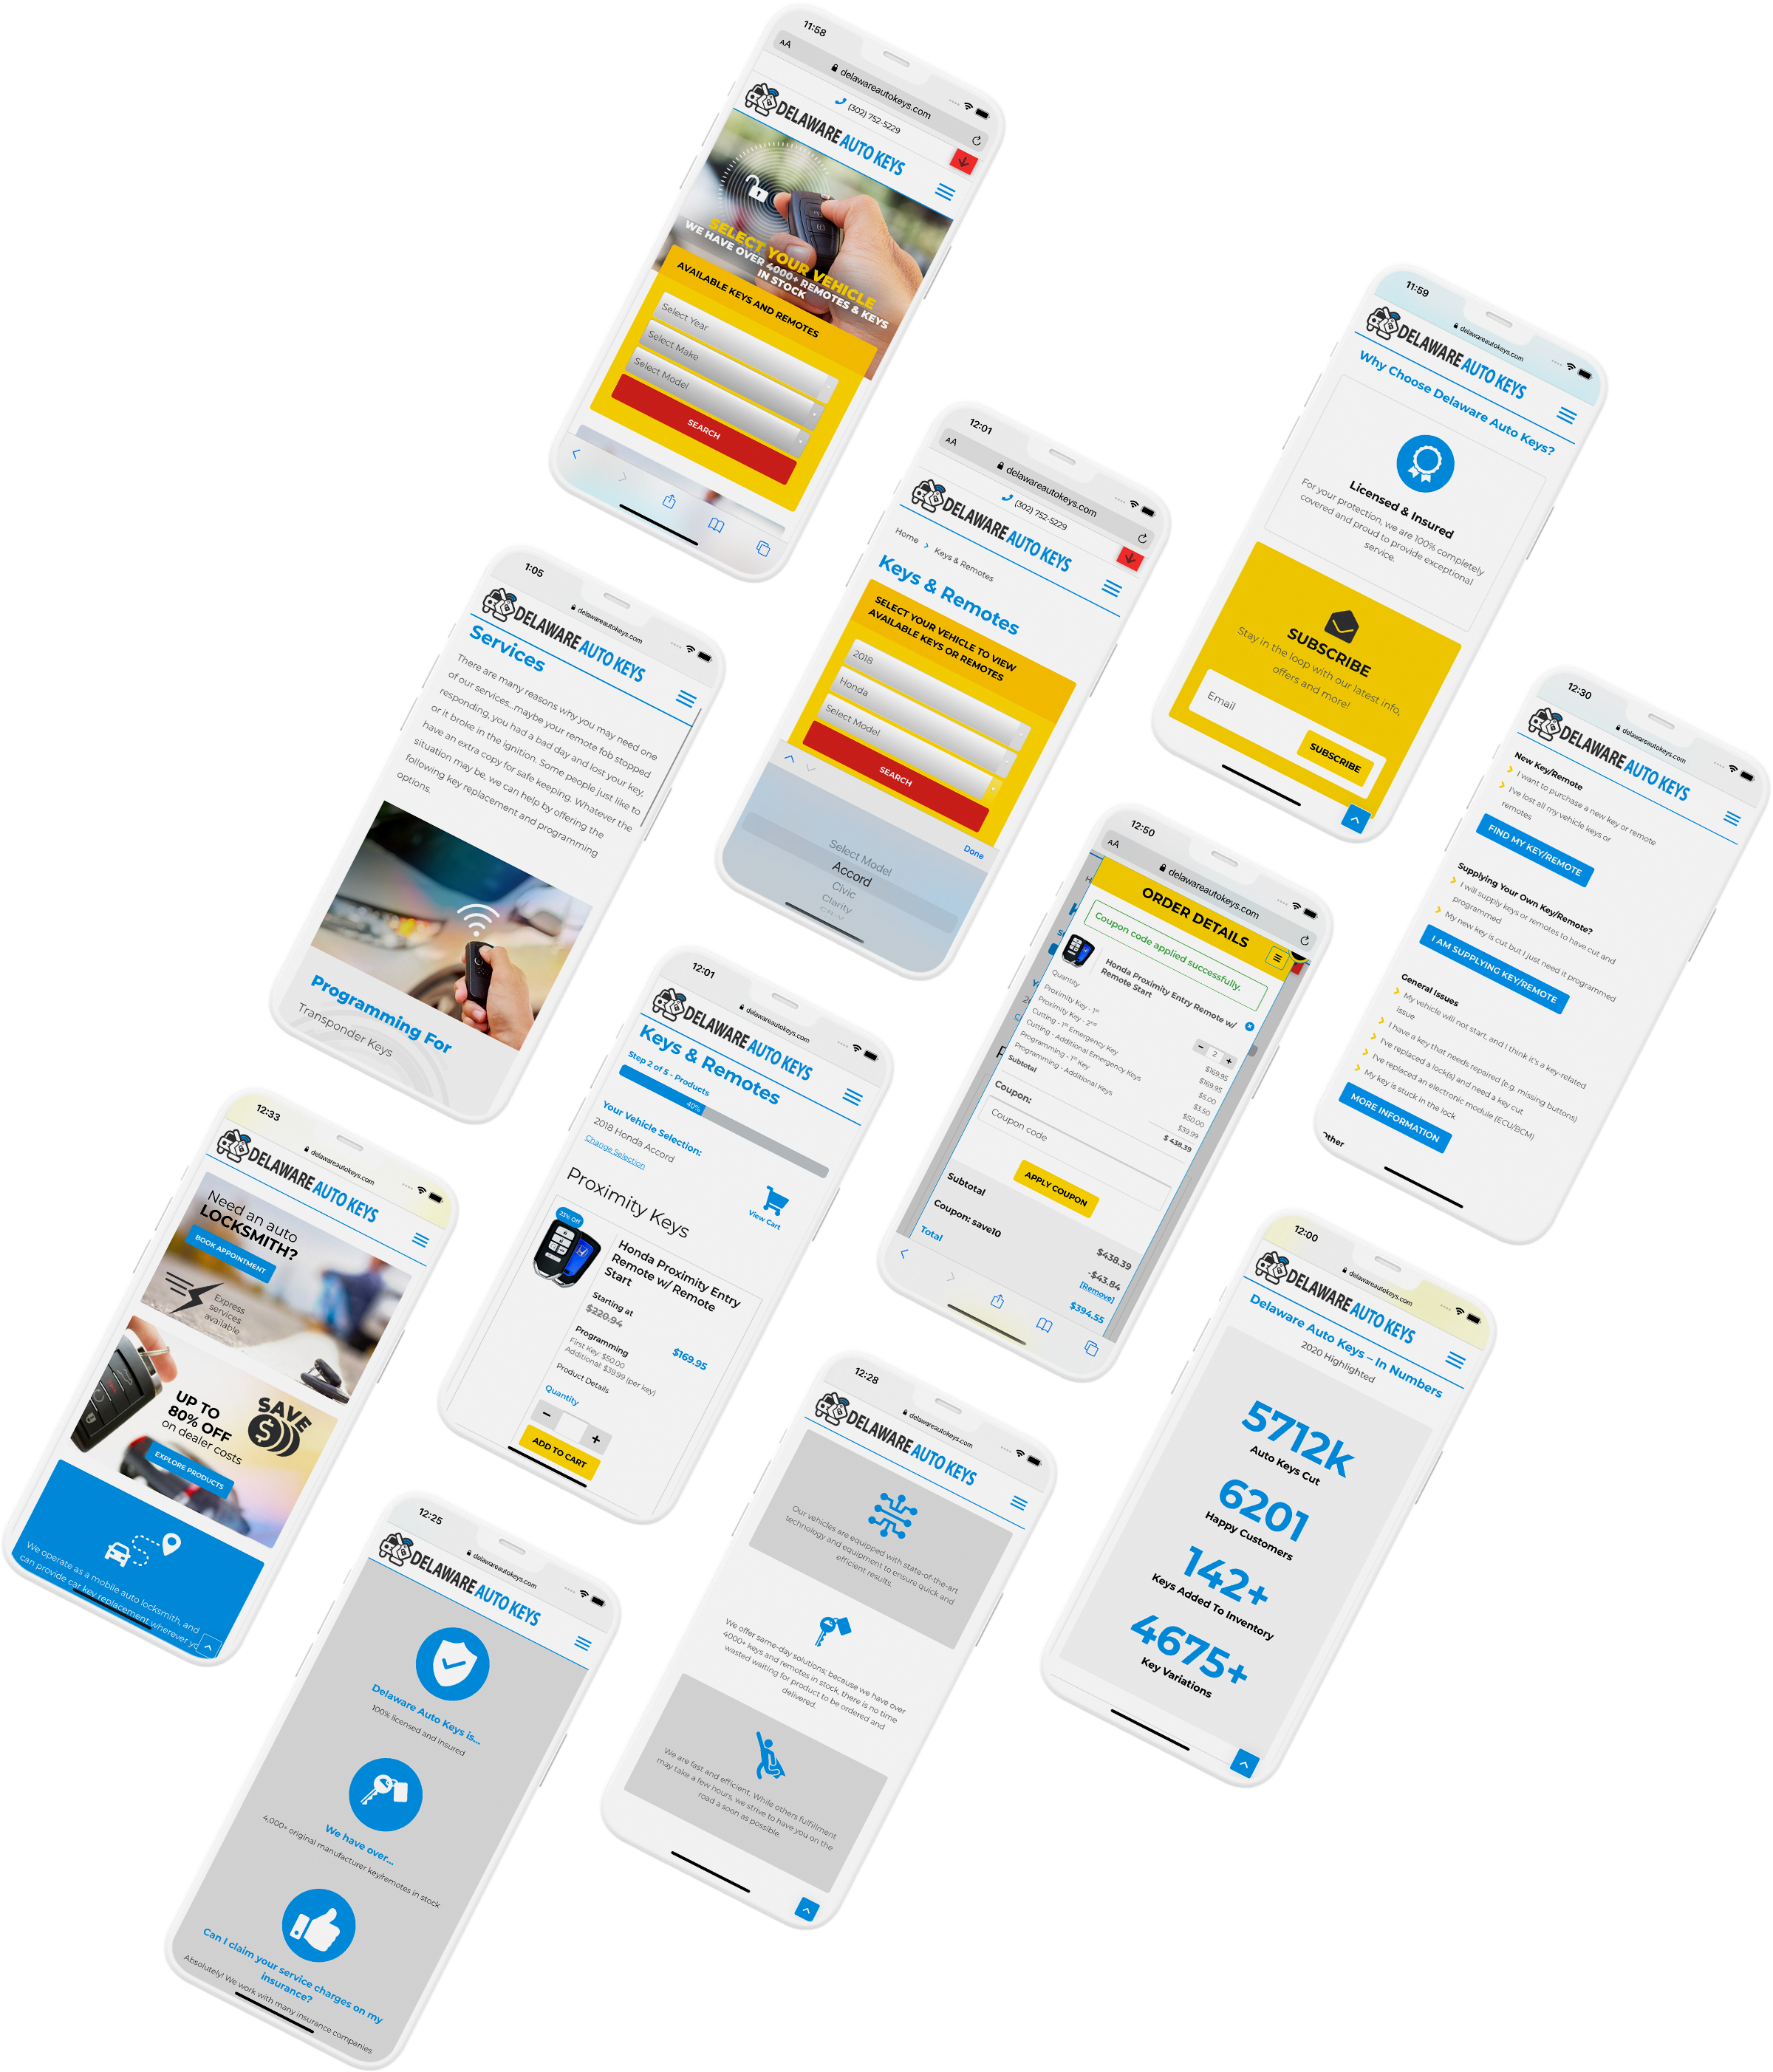 11:58
AA
delawareautokeys.com
(302) 752-5229
DELAWARE AUTO KEYS
SELECT YOUR VEHICLE
WE HAVE OVER 4000+ REMOTES & KEYS
IN STOCK
AVAILABLE KEYS AND REMOTES
Select Year
Select Make
Select Model
SEARCH
11:59
delawareautokeys.com
DELAWARE AUTO KEYS
Why Choose Delaware Auto Keys?
Licensed & Insured
For your protection, we are 100% completely
covered and proud to provide exceptional
service.
SUBSCRIBE
Stay in the loop with our latest info,
offers and more!
Email
SUBSCRIBE
12:01
AA
delawareautokeys.com
(302) 752-5229
DELAWARE AUTO KEYS
Home > Keys & Remotes
Keys & Remotes
SELECT YOUR VEHICLE TO VIEW
AVAILABLE KEYS OR REMOTES
2018
Honda
Select Model
SEARCH
Done
Select Model
Accord
Civic
Clarity
1:05
delawareautokeys.com
DELAWARE AUTO KEYS
Services
There are many reasons why you may need one
of our services...maybe your remote fob stopped
responding, you had a bad day and lost your key,
or it broke in the ignition. Some people just like to
have an extra copy for safe keeping. Whatever the
situation may be, we can help by offering the
following key replacement and programming
options.
Programming For
Transponder Keys
12:30
delawareautokeys.com
DELAWARE AUTO KEYS
New Key/Remote
I want to purchase a new key or remote
I've lost all my vehicle keys or
remotes
FIND MY KEY/REMOTE
Supplying Your Own Key/Remote?
I will supply keys or remotes to have cut and
programmed
My new key is cut but I just need it programmed
I AM SUPPLYING KEY/REMOTE
General Issues
My vehicle will not start, and I think it's a key-related
issue
I have a key that needs repaired (e.g. missing buttons)
I've replaced a lock(s) and need a key cut
I've replaced an electronic module (ECU/BCM)
My key is stuck in the lock
MORE INFORMATION
Other
12:50
AA
delawareautokeys.com
ORDER DETAILS
Coupon code applied successfully.
Honda Proximity Entry Remote w/
Remote Start
Quantity
2
Proximity Key - 1st $169.95
Proximity Key - 2nd $169.95
Cutting - 1st Emergency Key $5.00
Cutting - Additional Emergency Keys $3.50
Programming - 1st Key $50.00
Programming - Additional Keys $39.99
Subtotal $ 438.39
Coupon:
Coupon code
APPLY COUPON
Subtotal $438.39
Coupon: save10 -$43.84
[Remove]
Total $394.55
12:01
delawareautokeys.com
DELAWARE AUTO KEYS
Keys & Remotes
Step 2 of 5 - Products
40%
Your Vehicle Selection:
2018 Honda Accord
Change Selection
View Cart
Proximity Keys
23% Off
Honda Proximity Entry
Remote w/ Remote
Start
Starting at
$220.94
$169.95
Programming
First Key: $50.00
Additional: $39.99 (per key)
Product Details
Quantity
ADD TO CART
12:33
delawareautokeys.com
DELAWARE AUTO KEYS
Need an auto
LOCKSMITH?
BOOK APPOINTMENT
Express
services
available
UP TO
80% OFF
on dealer costs
SAVE
EXPLORE PRODUCTS
We operate as a mobile auto locksmith, and
can provide car key replacement wherever
12:00
delawareautokeys.com
DELAWARE AUTO KEYS
Delaware Auto Keys – In Numbers
2020 Highlighted
5712k
Auto Keys Cut
6201
Happy Customers
142+
Keys Added To Inventory
4675+
Key Variations
12:28
delawareautokeys.com
DELAWARE AUTO KEYS
Our vehicles are equipped with state-of-the-art
technology and equipment to ensure quick and
efficient results.
We offer same-day solutions; because we have over
4000+ keys and remotes in stock, there is no time
wasted waiting for product to be ordered and
delivered.
We are fast and efficient. While others fulfillment
may take a few hours, we strive to have you on the
road a soon as possible.
12:25
delawareautokeys.com
DELAWARE AUTO KEYS
Delaware Auto Keys is...
100% licensed and Insured
We have over...
4,000+ original manufacturer key/remotes in stock
Can I claim your service charges on my
insurance?
Absolutely! We work with many insurance companies